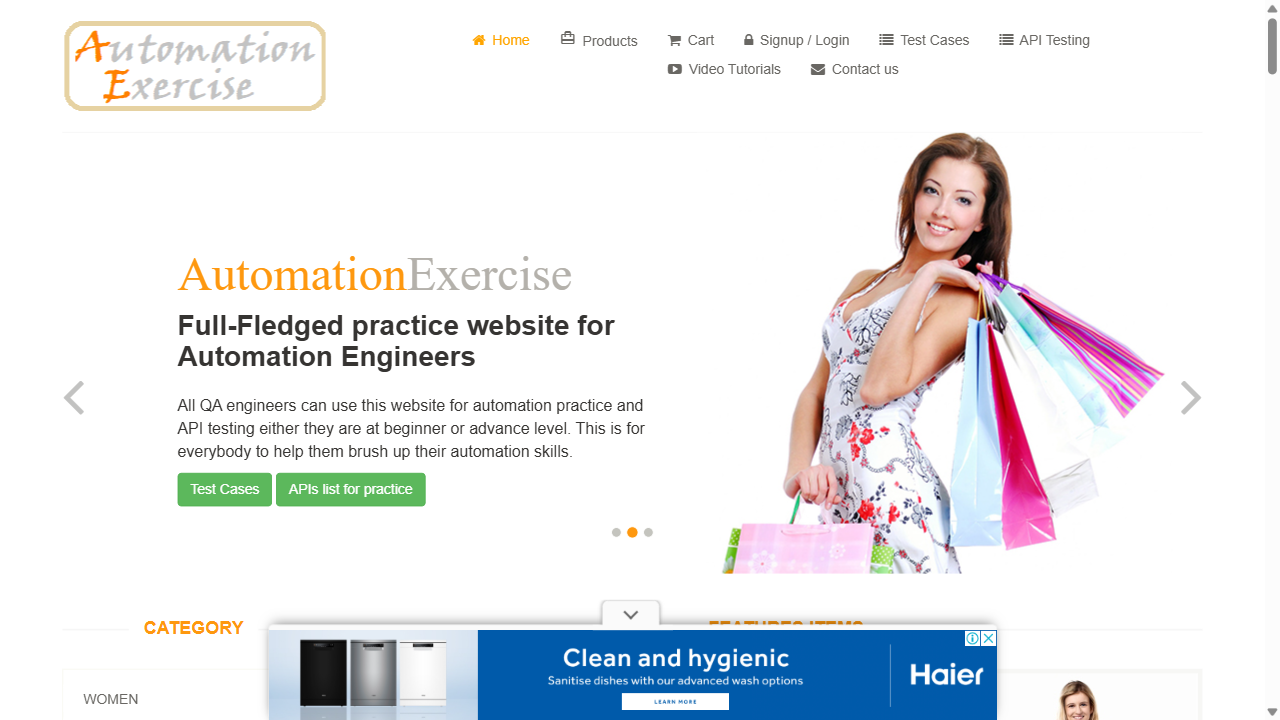 Automation
Exercise
Home
Products
Cart
Signup / Login
Test Cases
API Testing
Video Tutorials
Contact us
AutomationExercise
Full-Fledged practice website for
Automation Engineers
All QA engineers can use this website for automation practice and
API testing either they are at beginner or advance level. This is for
everybody to help them brush up their automation skills.
Test Cases
APIs list for practice
CATEGORY
FEATURES ITEMS
WOMEN
Clean and hygienic
Sanitise dishes with our advanced wash options
LEARN MORE
Haier